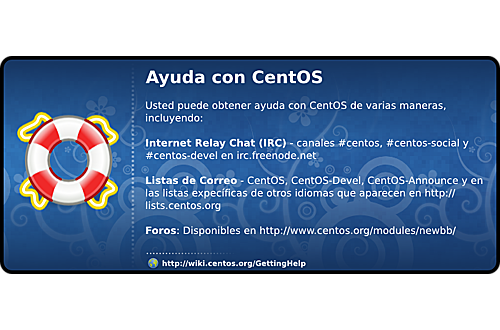 Ayuda con CentOS
Usted puede obtener ayuda con CentOS de varias maneras,
incluyendo:
Internet Relay Chat (IRC) - canales #centos, #centos-social y
#centos-devel en irc.freenode.net
Listas de Correo - CentOS, CentOS-Devel, CentOS-Announce y en
las listas expecíficas de otros idiomas que aparecen en http://
lists.centos.org
Foros: Disponibles en http://www.centos.org/modules/newbb/
http://wiki.centos.org/GettingHelp